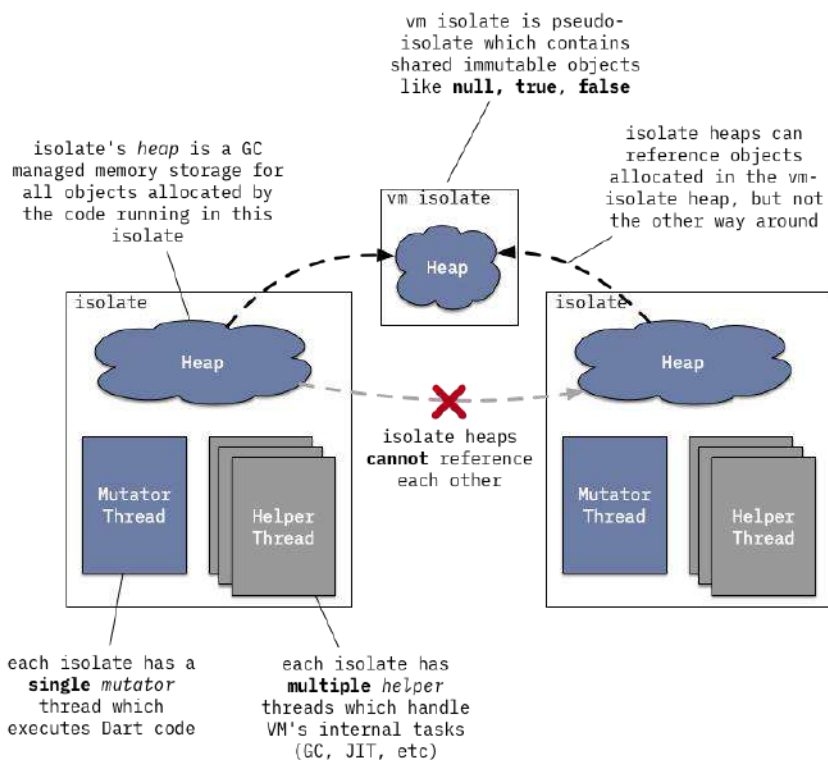 vm isolate is pseudo-
isolate which contains
shared immutable objects
like null, true, false
isolate's heap is a GC
managed memory storage for
all objects allocated by
the code running in this
isolate
isolate heaps can
reference objects
allocated in the vm-
isolate heap, but not
the other way around
vm isolate
Heap
isolate
Heap
isolate
Heap
isolate heaps
cannot reference
each other
Mutator
Thread
Helper
Thread
Mutator
Thread
Helper
Thread
each isolate has a
single mutator
thread which
executes Dart code
each isolate has
multiple helper
threads which handle
VM's internal tasks
(GC, JIT, etc)